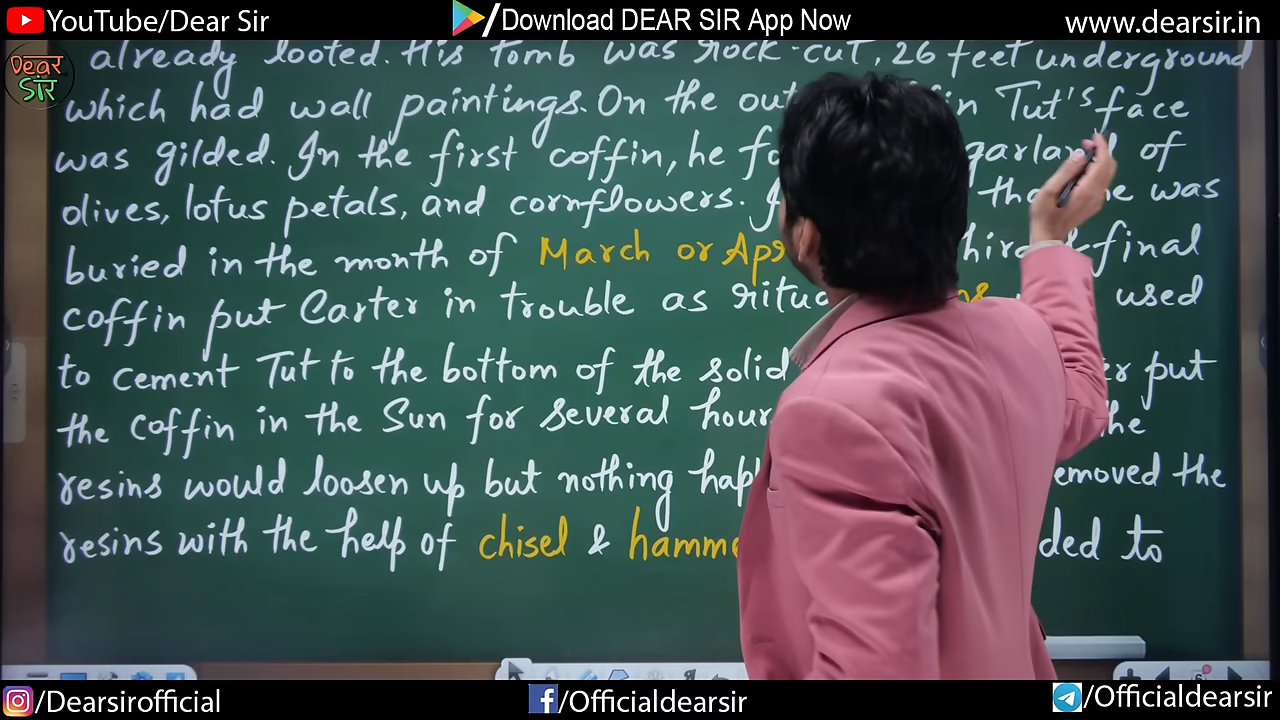 YouTube/Dear Sir
Download DEAR SIR App Now
www.dearsir.in
Dear
Sir
already looted. His tomb was rock-cut, 26 feet underground
which had wall paintings. On the out in Tut's face
was gilded. In the first coffin, he garland of
olives, lotus petals, and cornflowers. was
buried in the month of March or Apr & final
coffin put Carter in trouble as used
to cement Tut to the bottom of the solid put
the coffin in the Sun for several hour the
resins would loosen up but nothing hap emoved the
resins with the help of chisel & hamme ded to
/Dearsirofficial
/Officialdearsir
/Officialdearsir